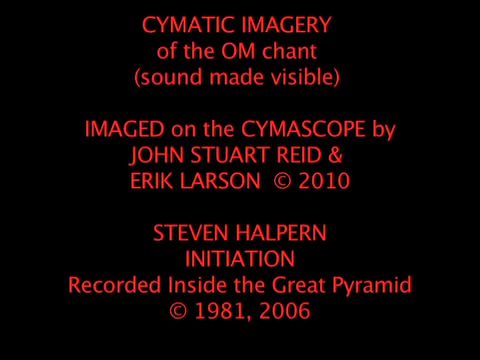 CYMATIC IMAGERY
of the OM chant
(sound made visible)
IMAGED on the CYMASCOPE by
JOHN STUART REID &
ERIK LARSON © 2010
STEVEN HALPERN
INITIATION
Recorded Inside the Great Pyramid
© 1981, 2006